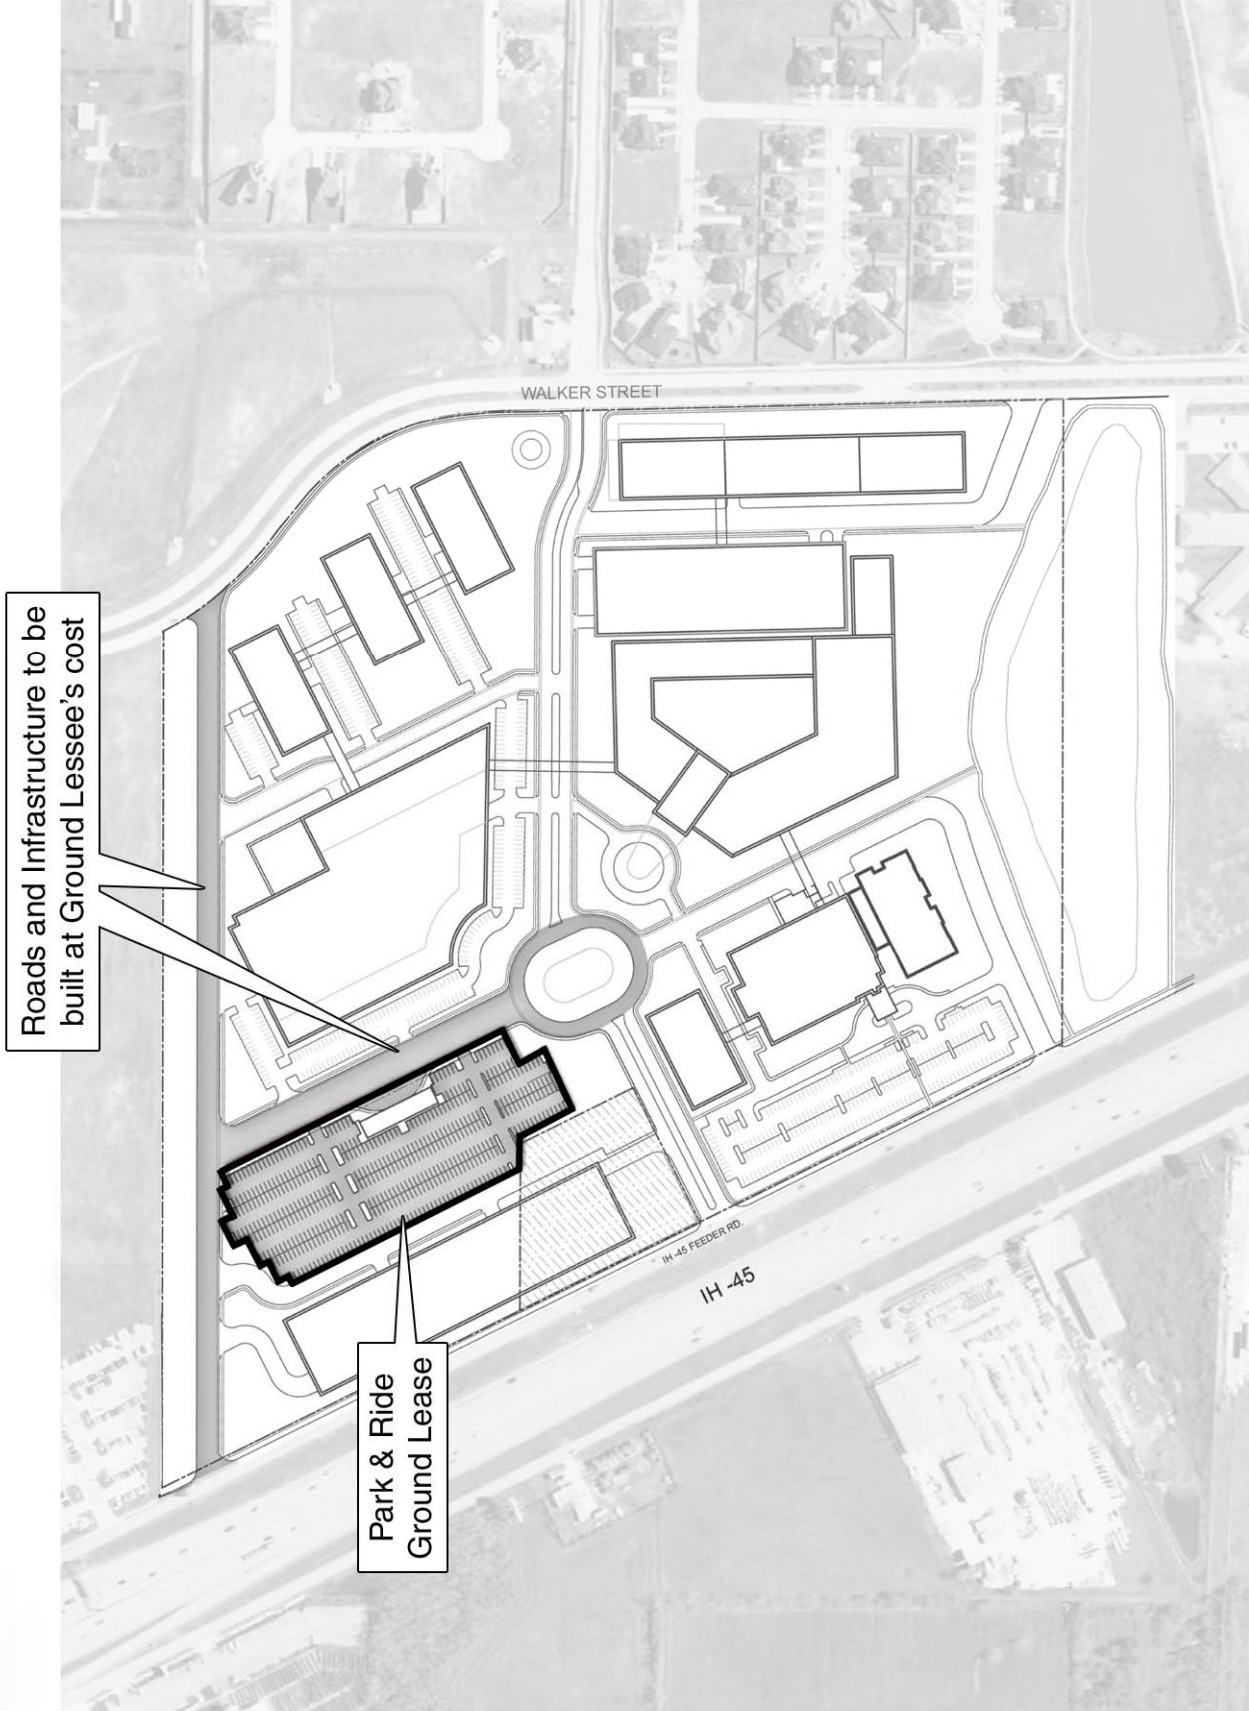 Roads and Infrastructure to be
built at Ground Lessee's cost
WALKER STREET
Park & Ride
Ground Lease
IH -45 FEEDER RD.
IH -45